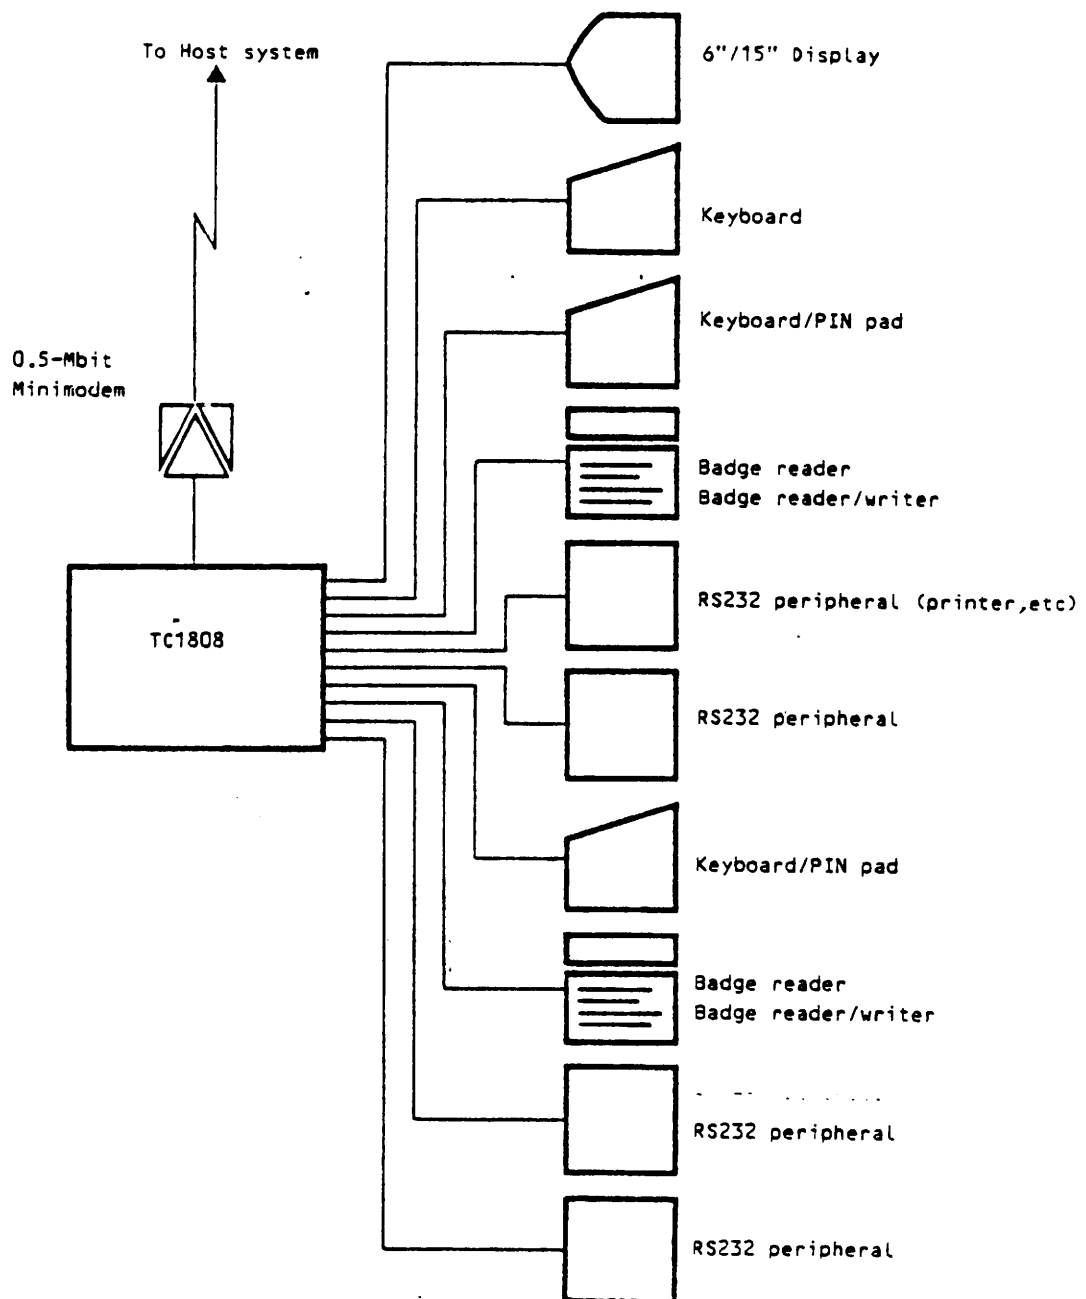 To Host system
6"/15" Display
Keyboard
Keyboard/PIN pad
0.5-Mbit
Minimodem
Badge reader
Badge reader/writer
RS232 peripheral (printer,etc)
TC1808
RS232 peripheral
Keyboard/PIN pad
Badge reader
Badge reader/writer
RS232 peripheral
RS232 peripheral